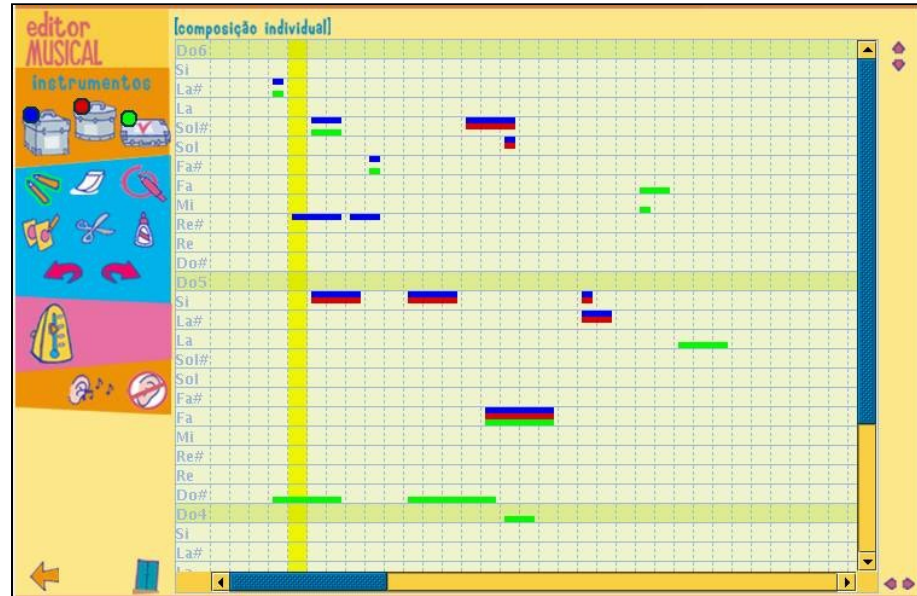 editor
MUSICAL
[composição individual]
instrumentos
Do6
Si
La#
La
Sol#
Sol
Fa#
Fa
Mi
Re#
Re
Do#
Do5
Si
La#
La
Sol#
Sol
Fa#
Fa
Mi
Re#
Re
Do#
Do4
Si
La#
La